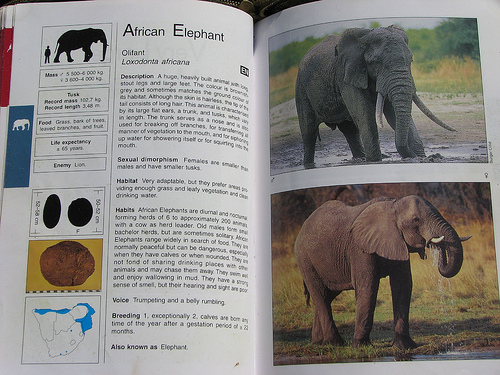 African Elephant
Olifant
Loxodonta africana
EN
Mass ♂ 5 500-6 000 kg
♀ 3 600-4 000 kg.
Tusk
Record mass 102,7 kg
Record length 3,48 m
Food Grass, bark of trees,
leaved branches, and fruit.
Life expectancy
± 65 years.
Enemy Lion.
52-58 cm
50-52 cm
F
Description A huge, heavily built animal with
stout legs and large feet. The colour is
grey and sometimes matches the ground colour
its habitat. Although the skin is hairless, the tip of the
tail consists of long hair. This animal is characterized
by its large flat ears, a trunk, and tusks, which
in length. The trunk serves as a nose and is also
used for breaking off branches, for transferring
manner of vegetation to the mouth, and for
up water for showering itself or for squirting into the
mouth.
Sexual dimorphism Females are smaller than
males and have smaller tusks.
Habitat Very adaptable, but they prefer areas pro-
viding enough grass and leafy vegetation and clean
drinking water.
Habits African Elephants are diurnal and nocturnal,
forming herds of 6 to approximately 200 animals,
with a cow as herd leader. Old males form
bachelor herds, but are sometimes solitary. African
Elephants range widely in search of food. They are
normally peaceful but can be dangerous, especially
when they have calves or when wounded. They are
not fond of sharing drinking places with other
animals and may chase them away. They swim well
and enjoy wallowing in mud. They have a strong
sense of smell, but their hearing and sight are poor.
Voice Trumpeting and a belly rumbling.
Breeding 1, exceptionally 2, calves are born any
time of the year after a gestation period of ± 22
months.
Also known as Elephant.
♂
♀